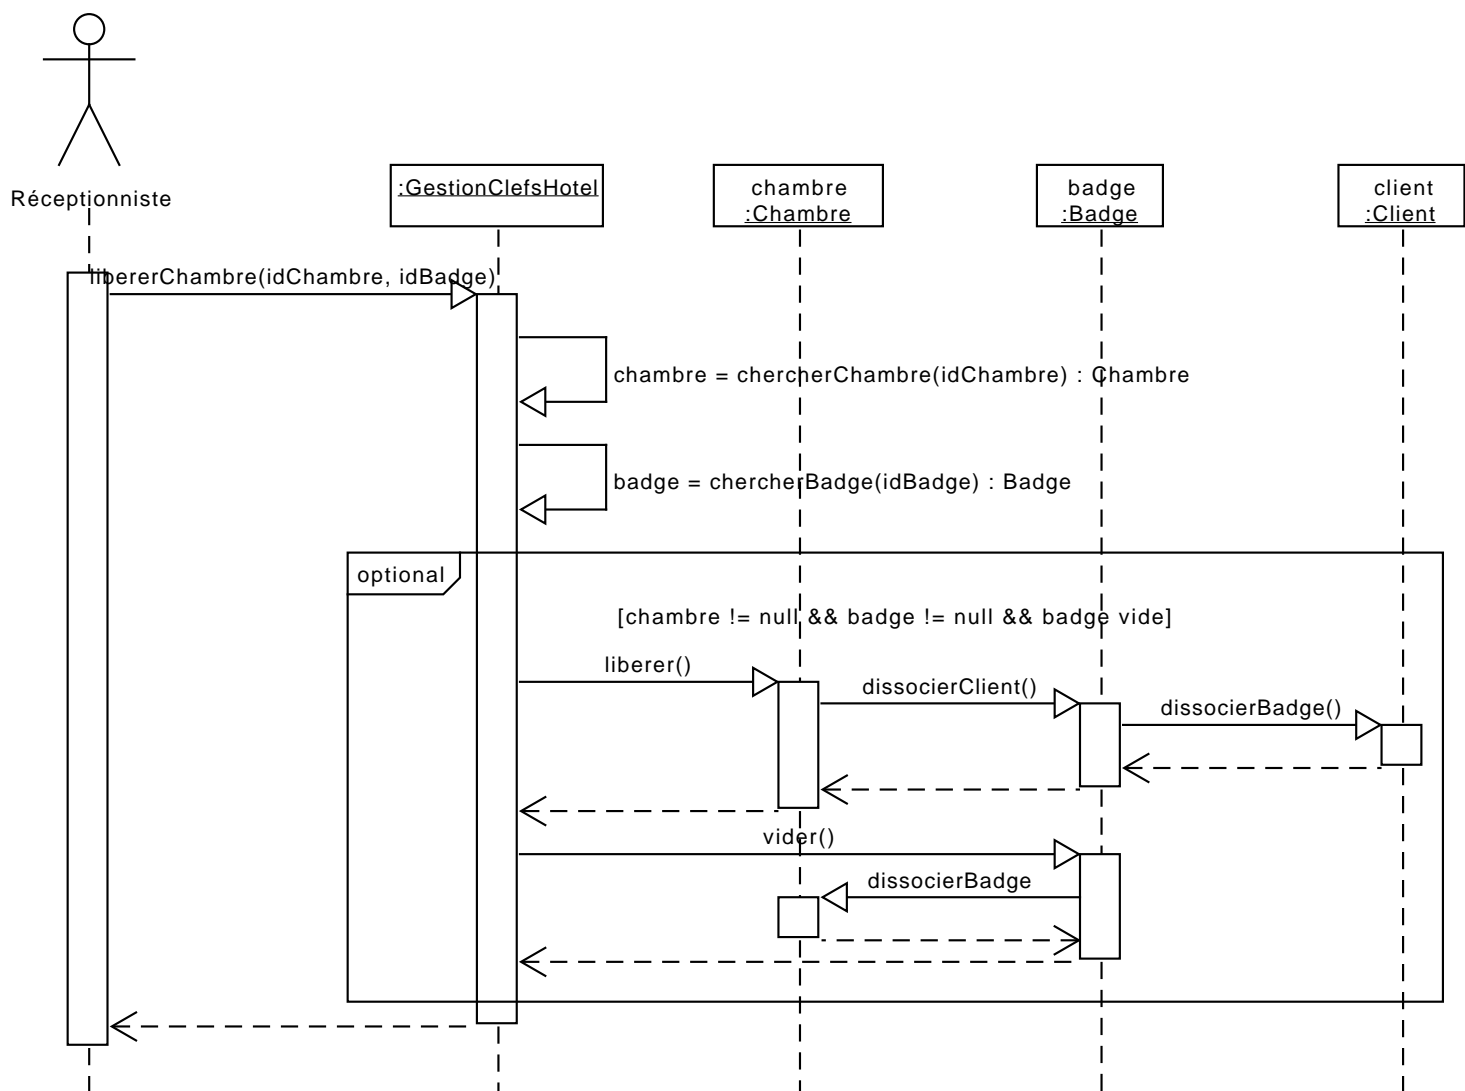 Réceptionniste
:GestionClefsHotel
chambre
:Chambre
badge
:Badge
client
:Client
libererChambre(idChambre, idBadge)
chambre = chercherChambre(idChambre) : Chambre
badge = chercherBadge(idBadge) : Badge
optional
[chambre != null && badge != null && badge vide]
liberer()
dissocierClient()
dissocierBadge()
vider()
dissocierBadge